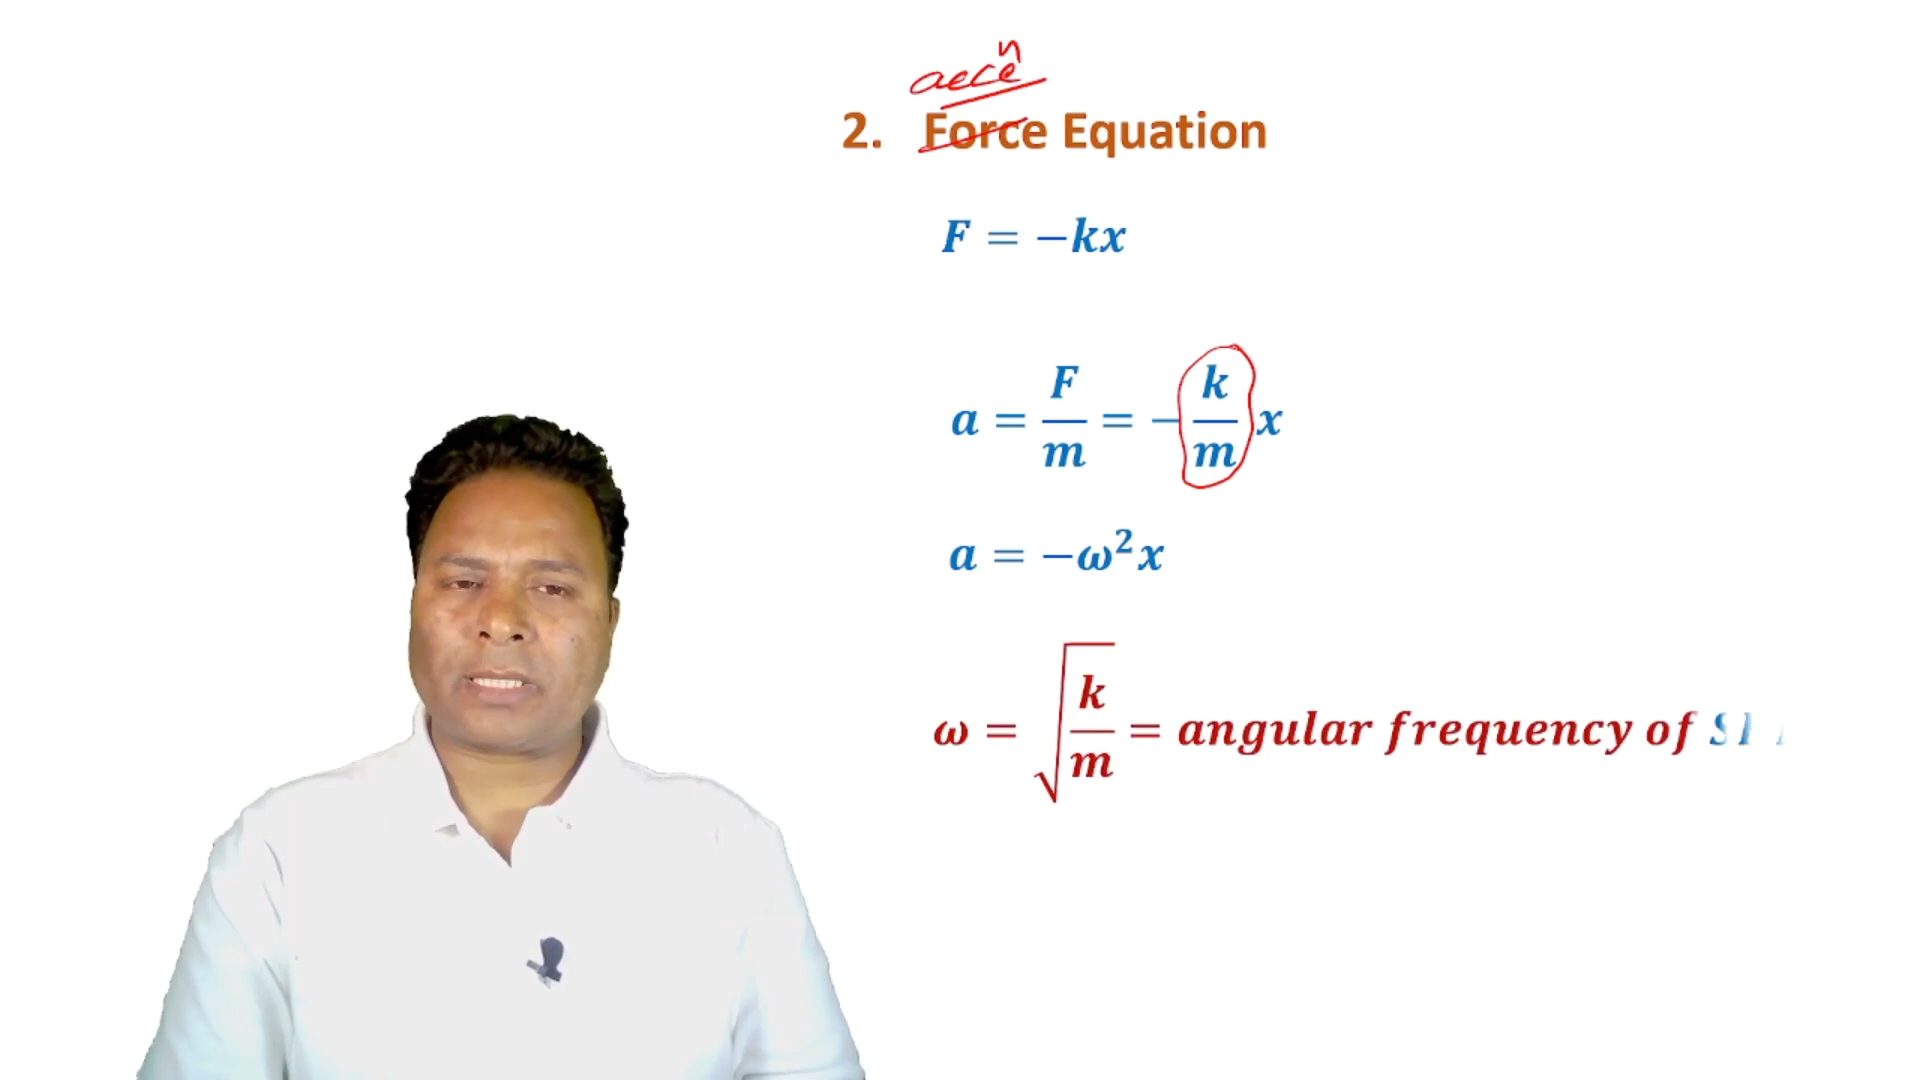 accⁿ
2. Force Equation
F = −kx
a = F/m = −k/m x
a = −ω²x
ω = √(k/m) = angular frequency of